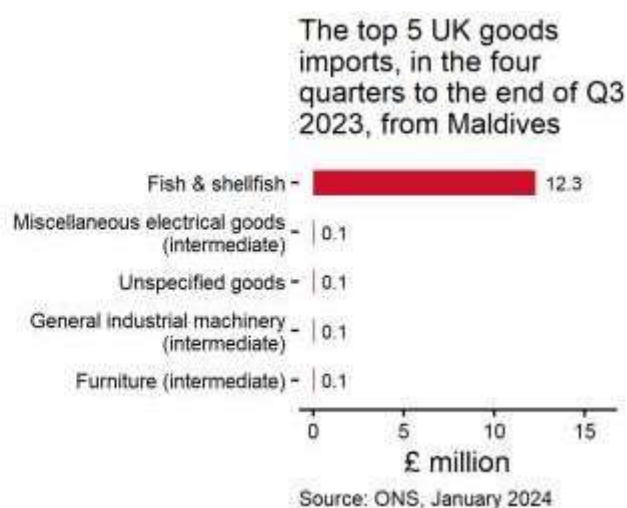 The top 5 UK goods
imports, in the four
quarters to the end of Q3
2023, from Maldives
Fish & shellfish
12.3
Miscellaneous electrical goods
(intermediate)
0.1
Unspecified goods
0.1
General industrial machinery
(intermediate)
0.1
Furniture (intermediate)
0.1
0 5 10 15
£ million
Source: ONS, January 2024